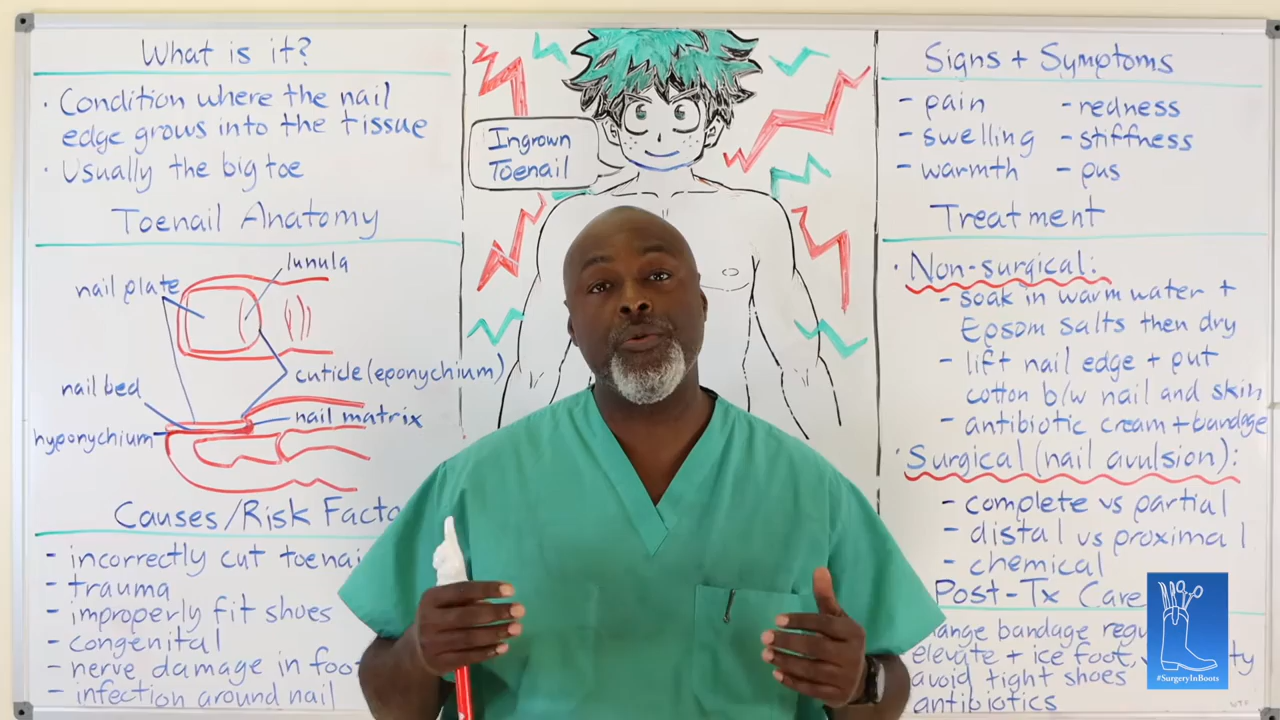 What is it?
· Condition where the nail
edge grows into the tissue
· Usually the big toe
Toenail Anatomy
lunula
nail plate
cuticle (eponychium)
nail bed
nail matrix
hyponychium
Causes/Risk Facto
- incorrectly cut toenai
- trauma
- improperly fit shoes
- congenital
- nerve damage in foot
- infection around nail
Ingrown
Toenail
Signs + Symptoms
- pain - redness
- swelling - stiffness
- warmth - pus
Treatment
· Non-surgical:
- soak in warm water +
Epsom salts then dry
- lift nail edge + put
cotton b/w nail and skin
- antibiotic cream + bandage
· Surgical (nail avulsion):
- complete vs partial
- distal vs proximal
- chemical
Post-Tx Care
hange bandage regu
elevate + ice foot,
avoid tight shoes
antibiotics
#SurgeryInBoots